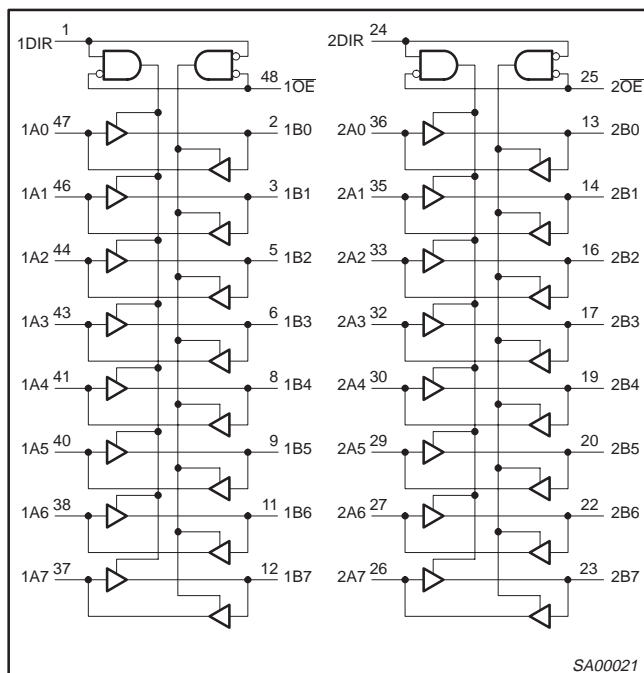 1DIR 1
48 1O̅E̅
1A0 47 2 1B0
1A1 46 3 1B1
1A2 44 5 1B2
1A3 43 6 1B3
1A4 41 8 1B4
1A5 40 9 1B5
1A6 38 11 1B6
1A7 37 12 1B7
2DIR 24
25 2O̅E̅
2A0 36 13 2B0
2A1 35 14 2B1
2A2 33 16 2B2
2A3 32 17 2B3
2A4 30 19 2B4
2A5 29 20 2B5
2A6 27 22 2B6
2A7 26 23 2B7
SA00021